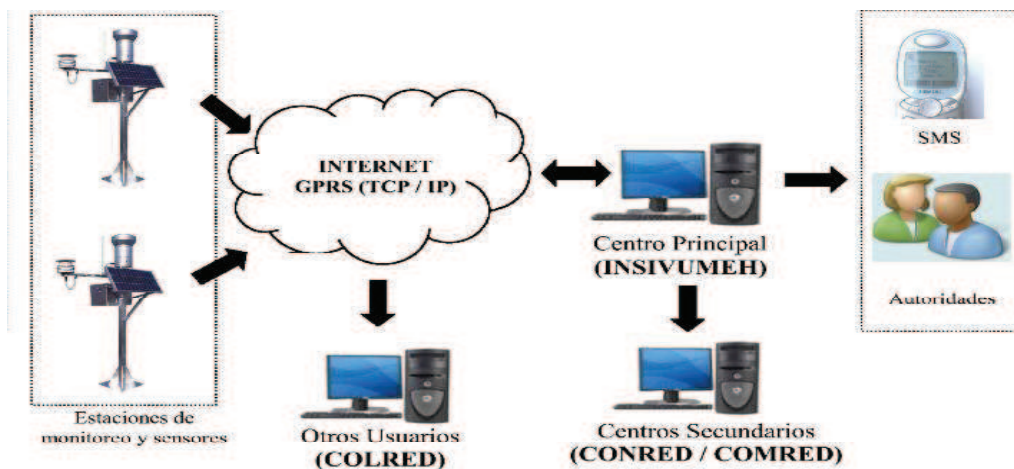 INTERNET
GPRS (TCP / IP)
SMS
Centro Principal
(INSIVUMEH)
Autoridades
Estaciones de
monitoreo y sensores
Otros Usuarios
(COLRED)
Centros Secundarios
(CONRED / COMRED)